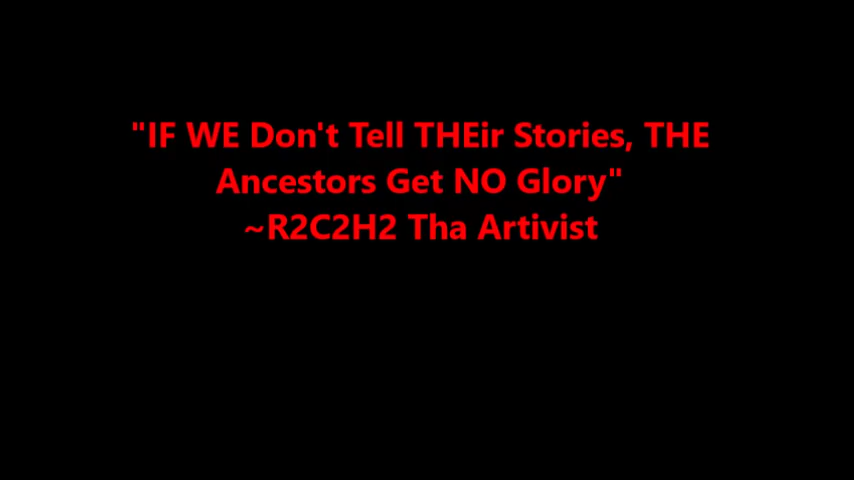 "IF WE Don't Tell THEir Stories, THE
Ancestors Get NO Glory"
~R2C2H2 Tha Artivist